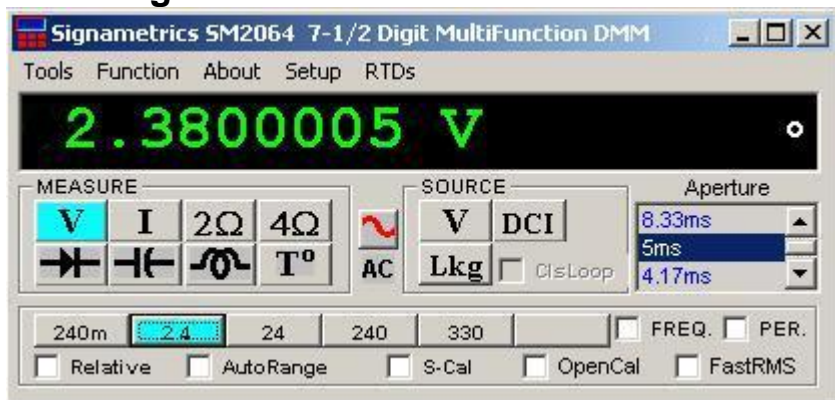 Signametrics SM2064 7-1/2 Digit MultiFunction DMM
Tools Function About Setup RTDs
2.3800005 V
MEASURE
SOURCE
Aperture
V I 2Ω 4Ω
V DCI
8.33ms
5ms
4.17ms
Tº
AC
Lkg
ClsLoop
240m 2.4 24 240 330
FREQ. PER.
Relative AutoRange S-Cal OpenCal FastRMS